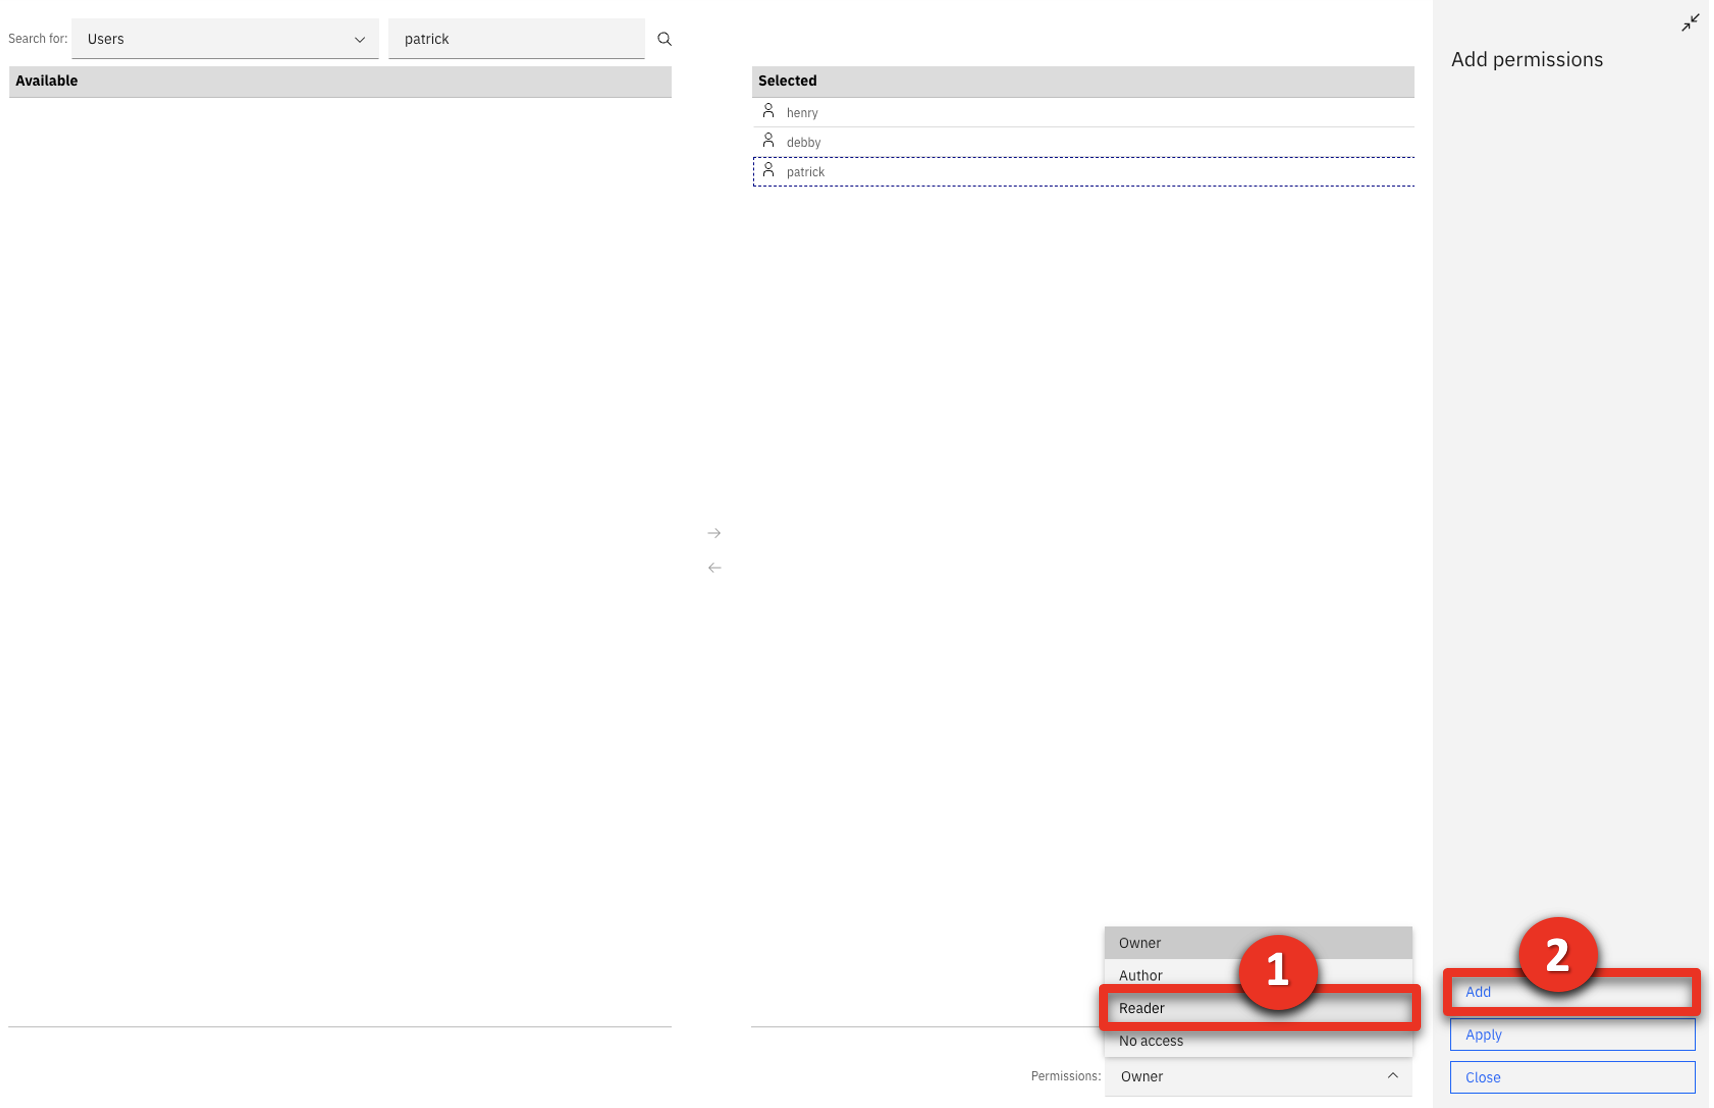 Search for: Users patrick
Add permissions
Available
Selected
henry
debby
patrick
Owner
Author
1
Reader
No access
Permissions: Owner
2
Add
Apply
Close